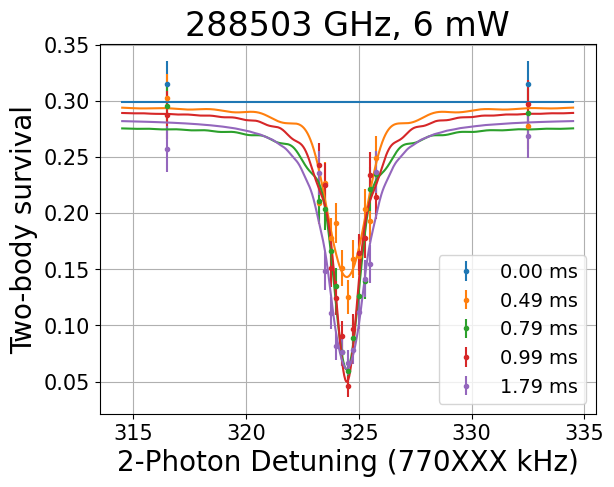 288503 GHz, 6 mW
Two-body survival
0.35
0.30
0.25
0.20
0.15
0.10
0.05
0.00 ms
0.49 ms
0.79 ms
0.99 ms
1.79 ms
315 320 325 330 335
2-Photon Detuning (770XXX kHz)